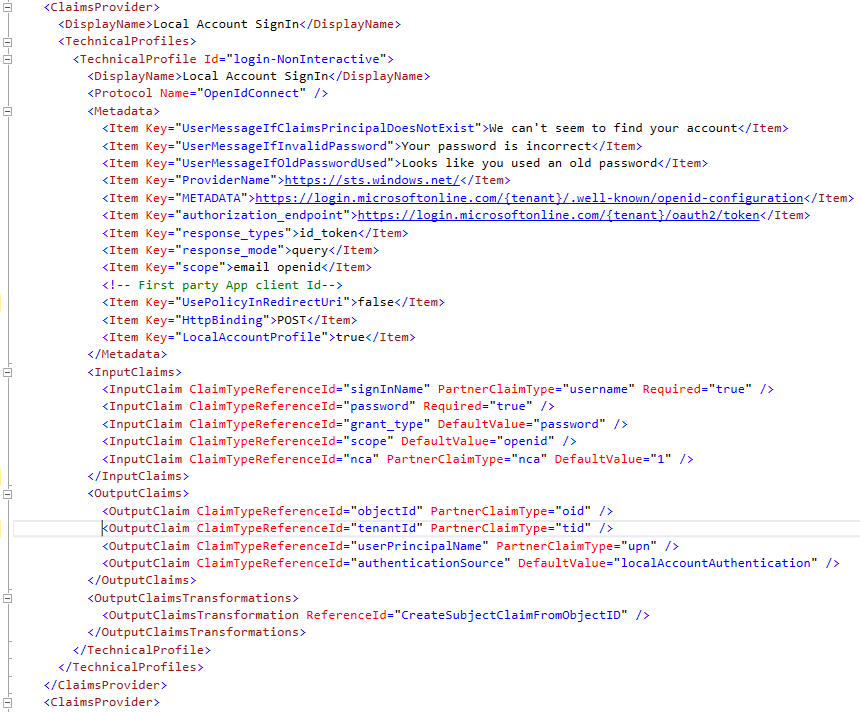 <ClaimsProvider>
<DisplayName>Local Account SignIn</DisplayName>
<TechnicalProfiles>
<TechnicalProfile Id="login-NonInteractive">
<DisplayName>Local Account SignIn</DisplayName>
<Protocol Name="OpenIdConnect" />
<Metadata>
<Item Key="UserMessageIfClaimsPrincipalDoesNotExist">We can't seem to find your account</Item>
<Item Key="UserMessageIfInvalidPassword">Your password is incorrect</Item>
<Item Key="UserMessageIfOldPasswordUsed">Looks like you used an old password</Item>
<Item Key="ProviderName">https://sts.windows.net/</Item>
<Item Key="METADATA">https://login.microsoftonline.com/{tenant}/.well-known/openid-configuration</Item>
<Item Key="authorization_endpoint">https://login.microsoftonline.com/{tenant}/oauth2/token</Item>
<Item Key="response_types">id_token</Item>
<Item Key="response_mode">query</Item>
<Item Key="scope">email openid</Item>
<!-- First party App client Id-->
<Item Key="UsePolicyInRedirectUri">false</Item>
<Item Key="HttpBinding">POST</Item>
<Item Key="LocalAccountProfile">true</Item>
</Metadata>
<InputClaims>
<InputClaim ClaimTypeReferenceId="signInName" PartnerClaimType="username" Required="true" />
<InputClaim ClaimTypeReferenceId="password" Required="true" />
<InputClaim ClaimTypeReferenceId="grant_type" DefaultValue="password" />
<InputClaim ClaimTypeReferenceId="scope" DefaultValue="openid" />
<InputClaim ClaimTypeReferenceId="nca" PartnerClaimType="nca" DefaultValue="1" />
</InputClaims>
<OutputClaims>
<OutputClaim ClaimTypeReferenceId="objectId" PartnerClaimType="oid" />
<OutputClaim ClaimTypeReferenceId="tenantId" PartnerClaimType="tid" />
<OutputClaim ClaimTypeReferenceId="userPrincipalName" PartnerClaimType="upn" />
<OutputClaim ClaimTypeReferenceId="authenticationSource" DefaultValue="localAccountAuthentication" />
</OutputClaims>
<OutputClaimsTransformations>
<OutputClaimsTransformation ReferenceId="CreateSubjectClaimFromObjectID" />
</OutputClaimsTransformations>
</TechnicalProfile>
</TechnicalProfiles>
</ClaimsProvider>
<ClaimsProvider>